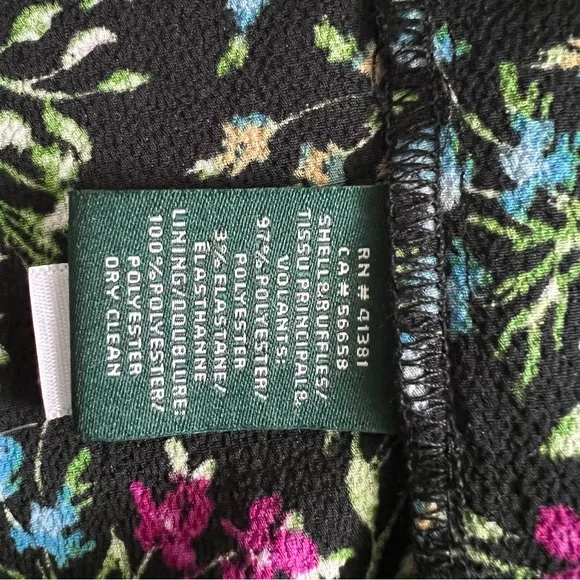 RN# 41381
CA# 56658
SHELL&RUFFLES/
TISSU PRINCIPAL&
VOLANTS:
97% POLYESTER/
POLYESTER
3% ELASTANE/
ELASTHANNE
LINING/DOUBLURE:
100% POLYESTER/
POLYESTER
DRY CLEAN